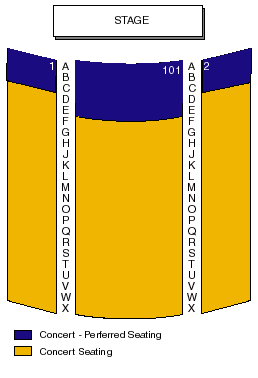 STAGE
1 A 101 A 2
B B
C C
D D
E E
F F
G G
H H
J J
K K
L L
M M
N N
O O
P P
Q Q
R R
S S
T T
U U
V V
W W
X X
Concert - Perferred Seating
Concert Seating